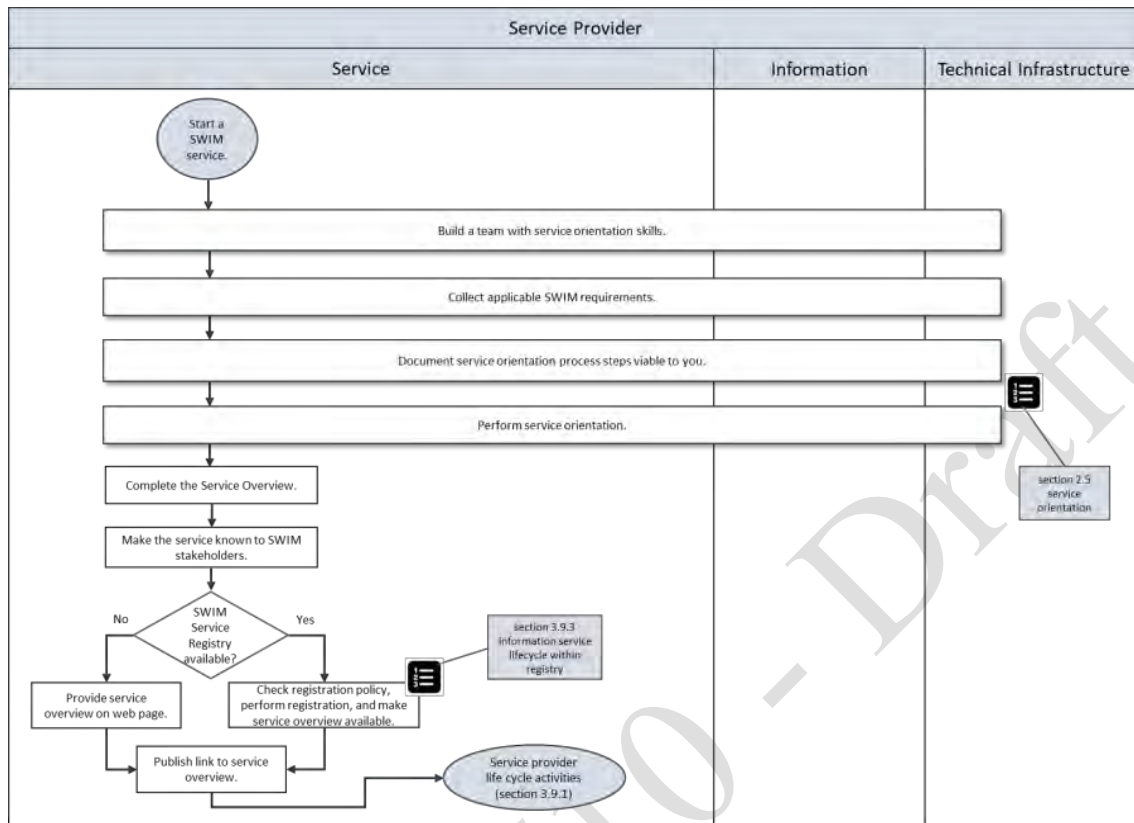 Service Provider
Service
Information
Technical Infrastructure
Start a
SWIM
service.
Build a team with service orientation skills.
Collect applicable SWIM requirements.
Document service orientation process steps viable to you.
Perform service orientation.
section 2.5
service
orientation
Complete the Service Overview.
Make the service known to SWIM
stakeholders.
SWIM
Service
Registry
available?
No
Yes
section 3.9.3
information service
lifecycle within
registry
Provide service
overview on web page.
Check registration policy,
perform registration, and make
service overview available.
Publish link to service
overview.
Service provider
life cycle activities
(section 3.9.1)
0 - Draft